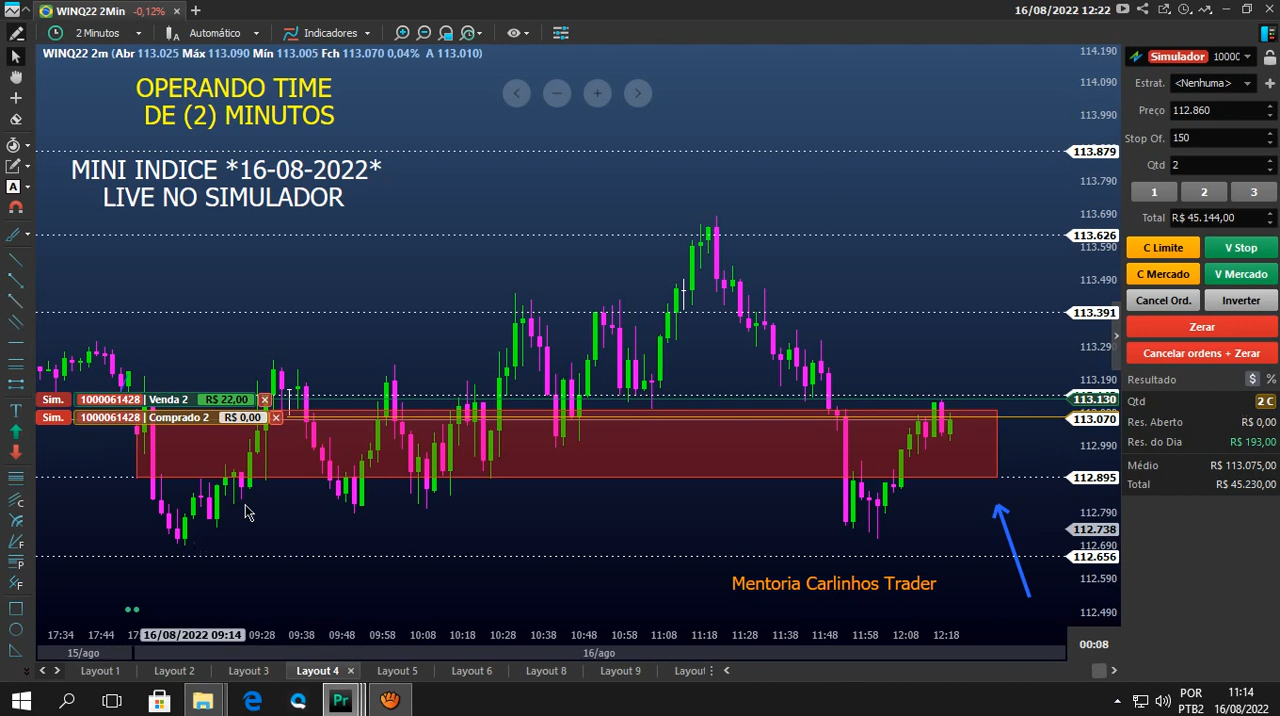 WINQ22 2Min -0,12% ×
16/08/2022 12:22
2 Minutos
Automático
Indicadores
WINQ22 2m (Abr 113.025 Máx 113.090 Mín 113.005 Fch 113.070 0,04% A 113.010)
OPERANDO TIME
DE (2) MINUTOS
MINI INDICE *16-08-2022*
LIVE NO SIMULADOR
114.190
114.090
113.990
113.879
113.790
113.690
113.626
113.590
113.490
113.391
113.290
113.190
113.130
113.070
112.990
112.895
112.790
112.738
112.690
112.656
112.590
112.490
Sim. 1000061428 Venda 2 R$ 22,00
Sim. 1000061428 Comprado 2 R$ 0,00
Mentoria Carlinhos Trader
17:34 17:44 16/08/2022 09:14 09:28 09:38 09:48 09:58 10:08 10:18 10:28 10:38 10:48 10:58 11:08 11:18 11:28 11:38 11:48 11:58 12:08 12:18
00:08
15/ago 16/ago
Layout 1 Layout 2 Layout 3 Layout 4 Layout 5 Layout 6 Layout 8 Layout 9 Layou
Simulador 1000
Estrat. <Nenhuma>
Preço 112.860
Stop Of. 150
Qtd 2
1 2 3
Total R$ 45.144,00
C Limite V Stop
C Mercado V Mercado
Cancel Ord. Inverter
Zerar
Cancelar ordens + Zerar
Resultado $ %
Qtd 2 C
Res. Aberto R$ 0,00
Res. do Dia R$ 193,00
Médio R$ 113.075,00
Total R$ 45.230,00
Pr
POR 11:14
PTB2 16/08/2022